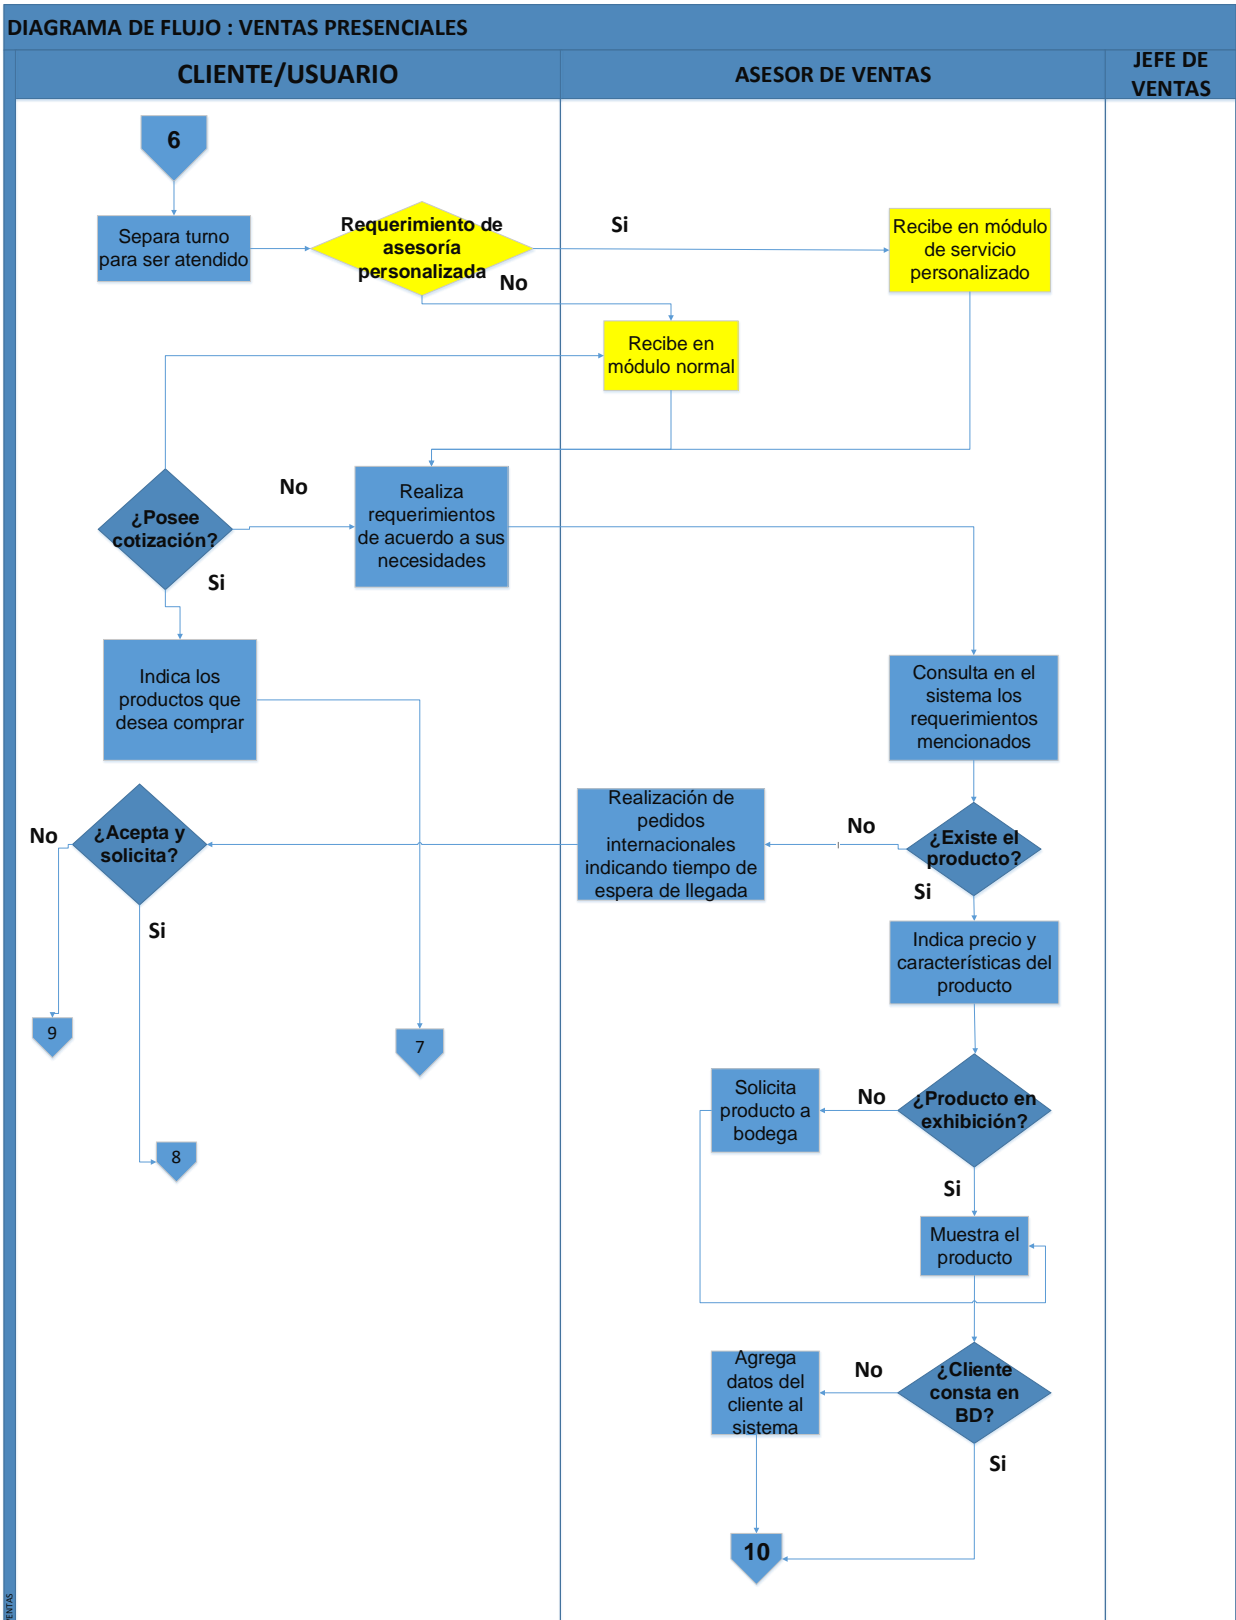 DIAGRAMA DE FLUJO : VENTAS PRESENCIALES
CLIENTE/USUARIO
ASESOR DE VENTAS
JEFE DE
VENTAS
6
Separa turno
para ser atendido
Requerimiento de
asesoría
personalizada
Si
No
Recibe en módulo
de servicio
personalizado
Recibe en
módulo normal
¿Posee
cotización?
No
Si
Realiza
requerimientos
de acuerdo a sus
necesidades
Indica los
productos que
desea comprar
Consulta en el
sistema los
requerimientos
mencionados
No
¿Acepta y
solicita?
Si
Realización de
pedidos
internacionales
indicando tiempo de
espera de llegada
No
¿Existe el
producto?
Si
Indica precio y
características del
producto
9
7
8
Solicita
producto a
bodega
No
¿Producto en
exhibición?
Si
Muestra el
producto
Agrega
datos del
cliente al
sistema
No
¿Cliente
consta en
BD?
Si
10